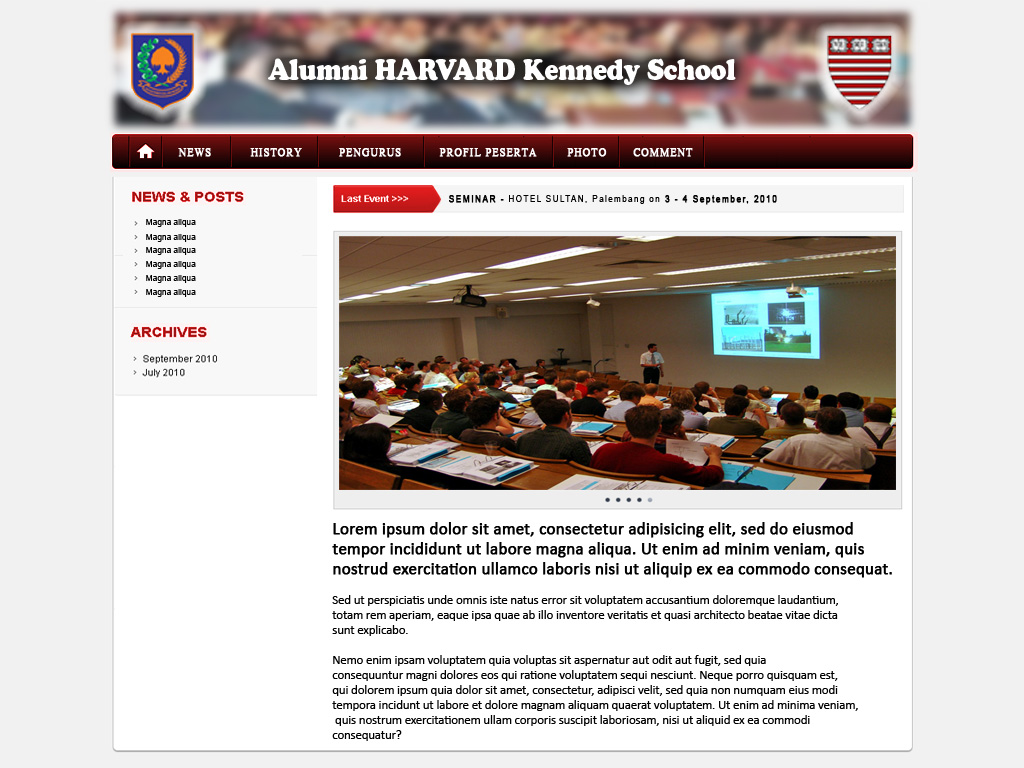 Alumni HARVARD Kennedy School
NEWS HISTORY PENGURUS PROFIL PESERTA PHOTO COMMENT
NEWS & POSTS
Magna aliqua
Magna aliqua
Magna aliqua
Magna aliqua
Magna aliqua
Magna aliqua
ARCHIVES
September 2010
July 2010
Last Event >>> SEMINAR - HOTEL SULTAN, Palembang on 3 - 4 September, 2010
Lorem ipsum dolor sit amet, consectetur adipisicing elit, sed do eiusmod
tempor incididunt ut labore magna aliqua. Ut enim ad minim veniam, quis
nostrud exercitation ullamco laboris nisi ut aliquip ex ea commodo consequat.
Sed ut perspiciatis unde omnis iste natus error sit voluptatem accusantium doloremque laudantium,
totam rem aperiam, eaque ipsa quae ab illo inventore veritatis et quasi architecto beatae vitae dicta
sunt explicabo.
Nemo enim ipsam voluptatem quia voluptas sit aspernatur aut odit aut fugit, sed quia
consequuntur magni dolores eos qui ratione voluptatem sequi nesciunt. Neque porro quisquam est,
qui dolorem ipsum quia dolor sit amet, consectetur, adipisci velit, sed quia non numquam eius modi
tempora incidunt ut labore et dolore magnam aliquam quaerat voluptatem. Ut enim ad minima veniam,
quis nostrum exercitationem ullam corporis suscipit laboriosam, nisi ut aliquid ex ea commodi
consequatur?